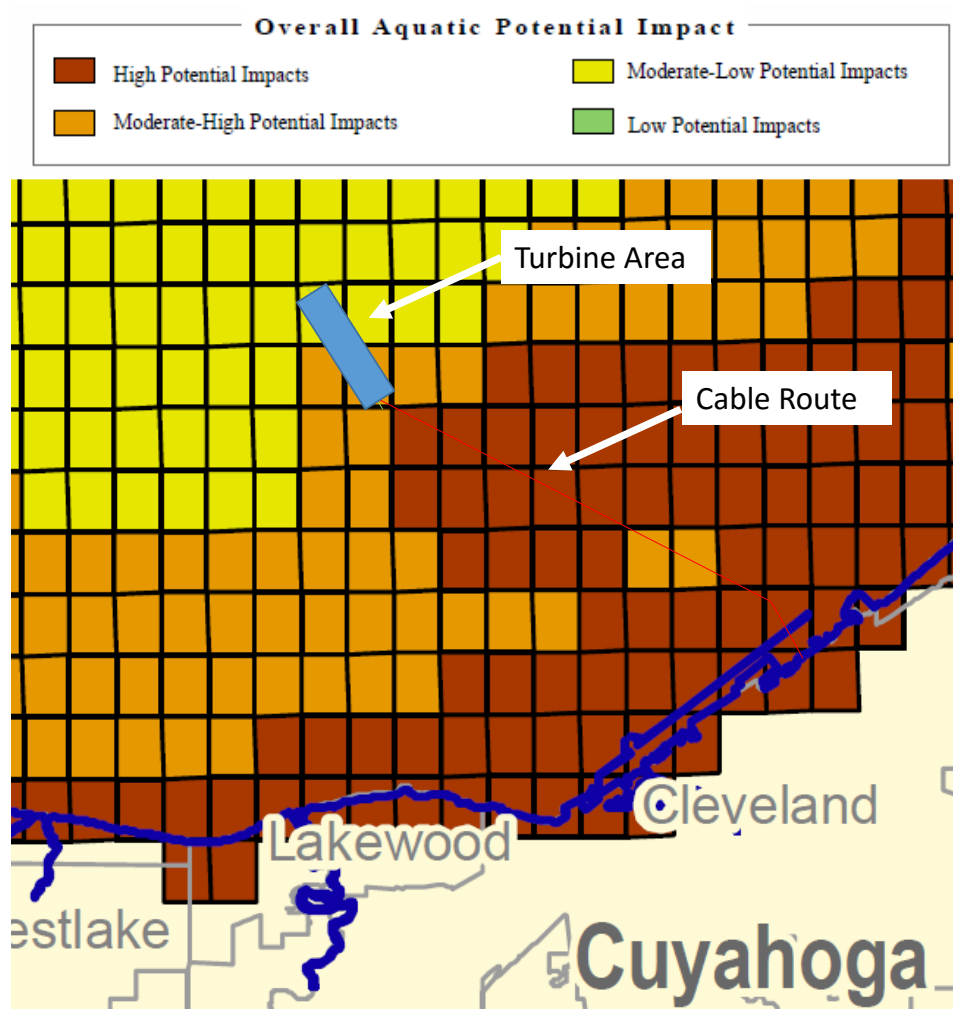 Overall Aquatic Potential Impact
High Potential Impacts
Moderate-Low Potential Impacts
Moderate-High Potential Impacts
Low Potential Impacts
Turbine Area
Cable Route
Cleveland
Lakewood
estlake
Cuyahoga